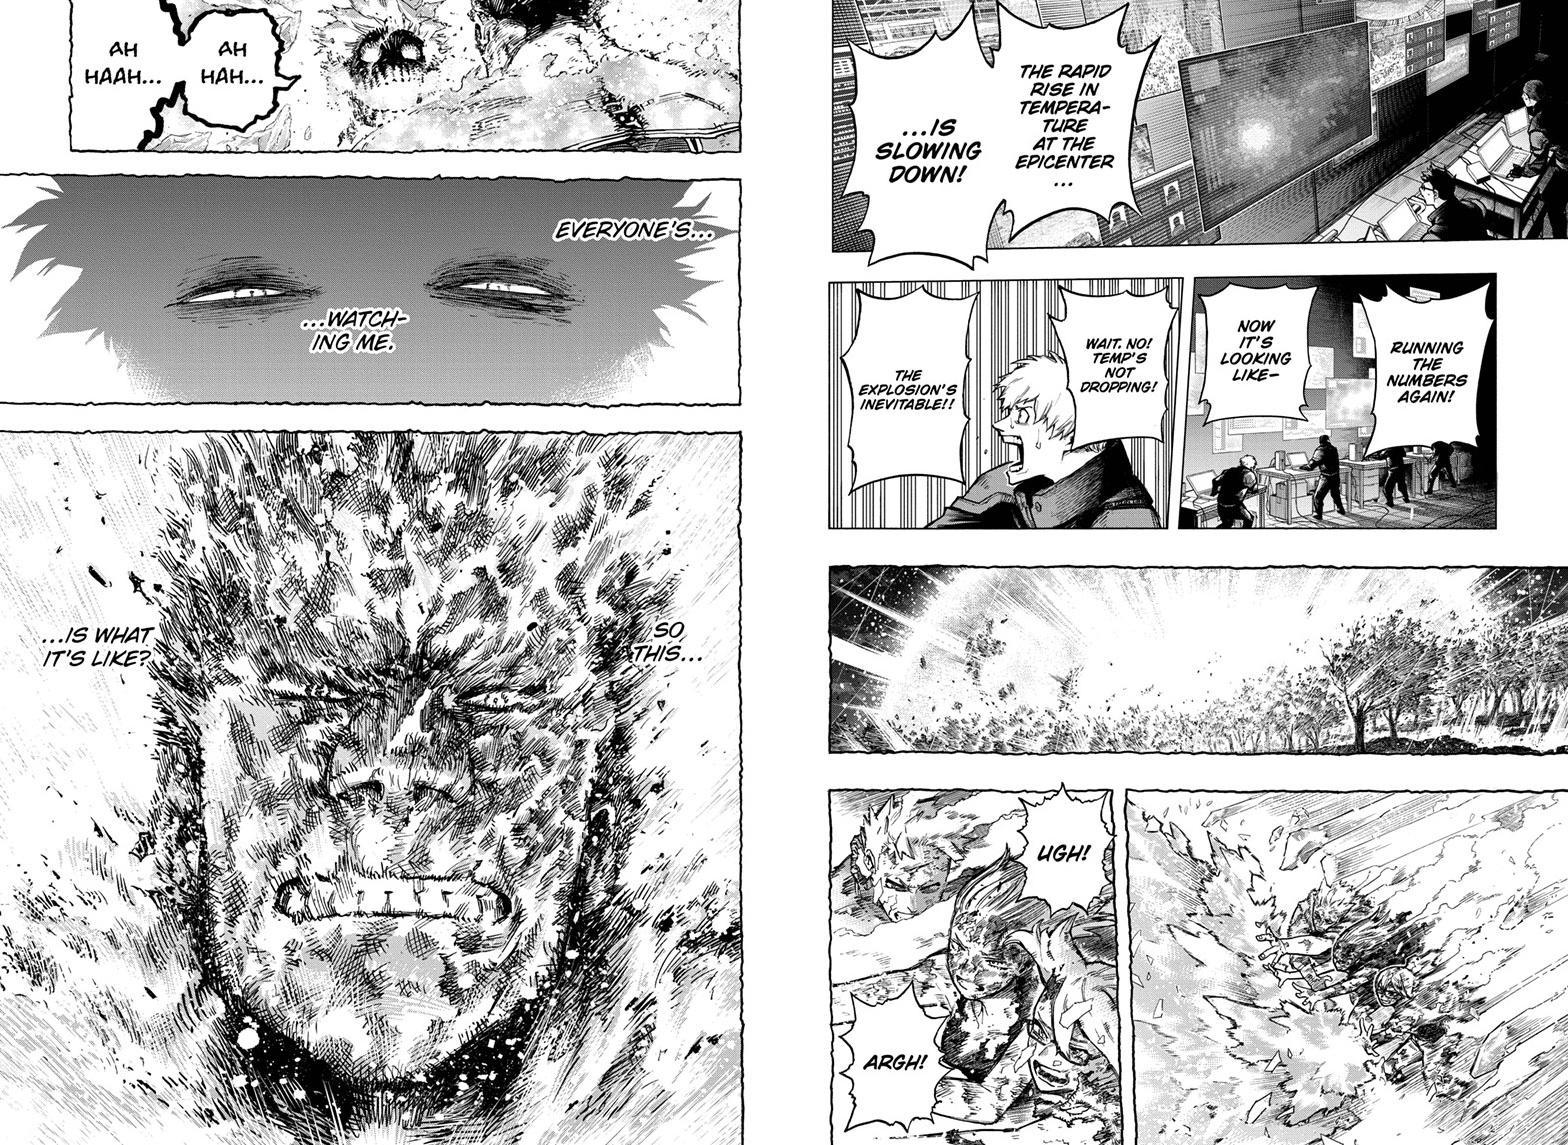 THE RAPID
RISE IN
TEMPERA-
TURE
AT THE
EPICENTER
...
...IS
SLOWING
DOWN!
RUNNING
THE
NUMBERS
AGAIN!
NOW
IT'S
LOOKING
LIKE-
WAIT. NO!
TEMP'S
NOT
DROPPING!
THE
EXPLOSION'S
INEVITABLE!!
UGH!
ARGH!
AH
HAH...
AH
HAAH...
EVERYONE'S...
...WATCH-
ING ME.
SO
THIS...
...IS WHAT
IT'S LIKE?